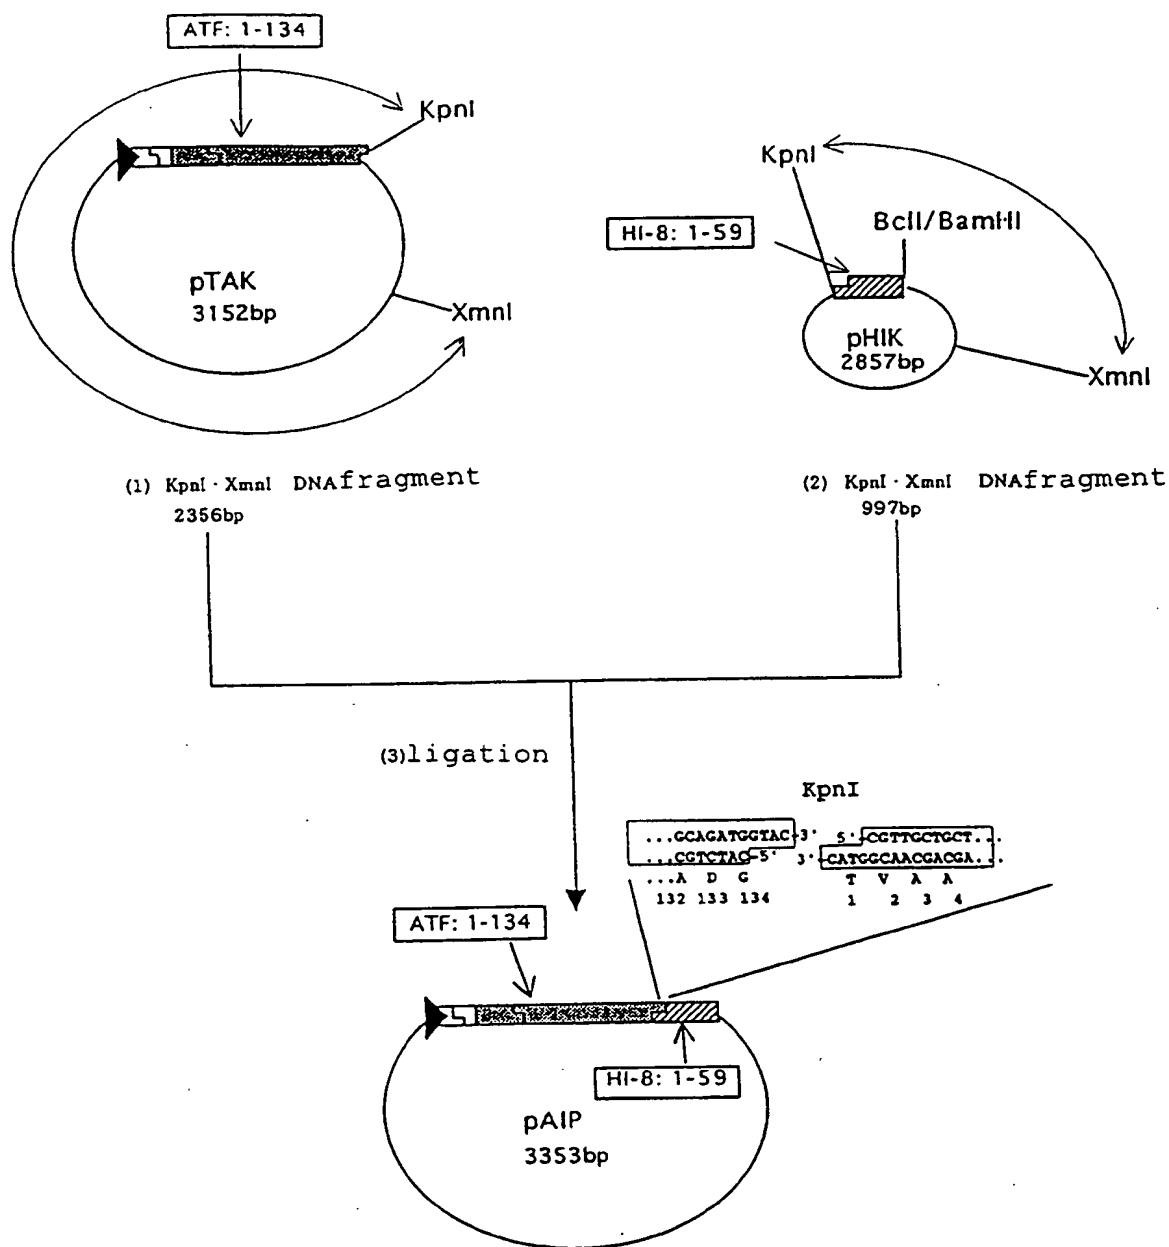 ATF: 1-134
KpnI
pTAK
3152bp
XmnI
KpnI
BclI/BamHI
HI-8: 1-59
pHIK
2857bp
XmnI
(1) KpnI · XmnI DNAfragment
2356bp
(2) KpnI · XmnI DNAfragment
997bp
(3)ligation
KpnI
...GCAGATGGTAC-3' 5'-CGTTGCTGCT...
...CGTCTAC-5' 3'-CATGGCAACGACGA...
...A D G T V A A
132 133 134 1 2 3 4
ATF: 1-134
HI-8: 1-59
pAIP
3353bp